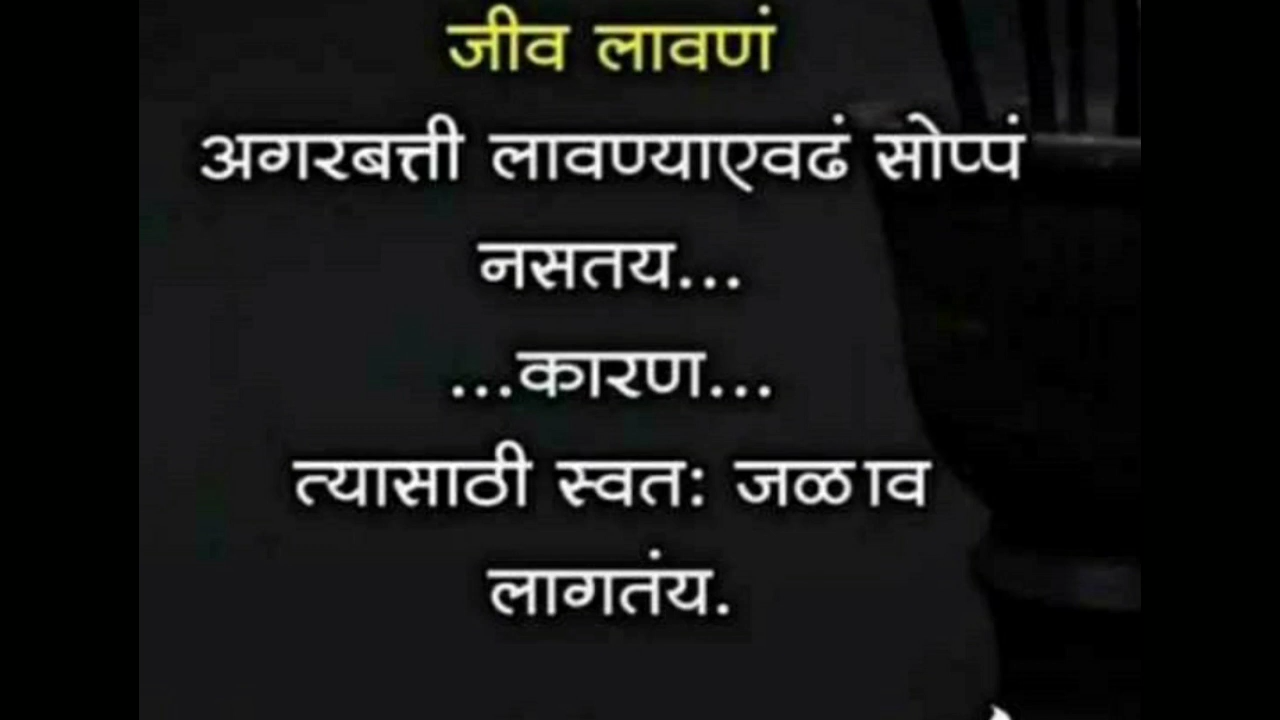 जीव लावणं
अगरबत्ती लावण्याएवढं सोप्पं
नसतय...
...कारण...
त्यासाठी स्वतः जळाव
लागतंय.